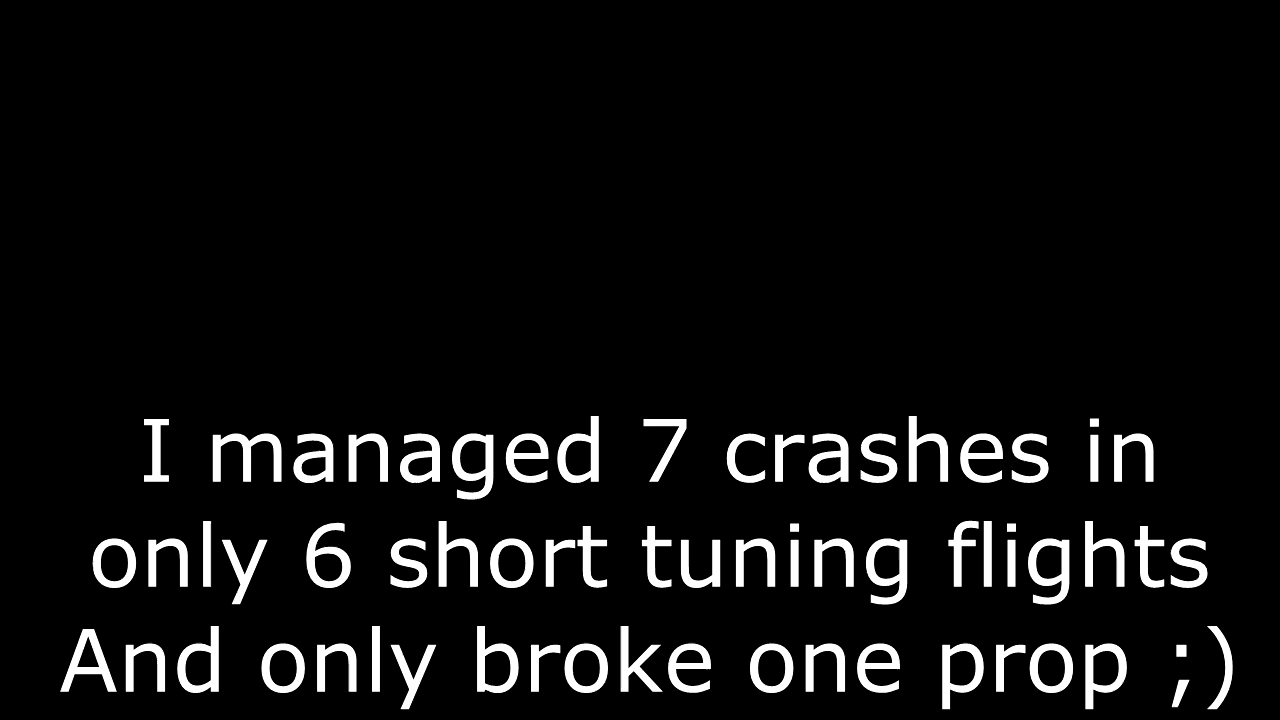 I managed 7 crashes in
only 6 short tuning flights
And only broke one prop ;)